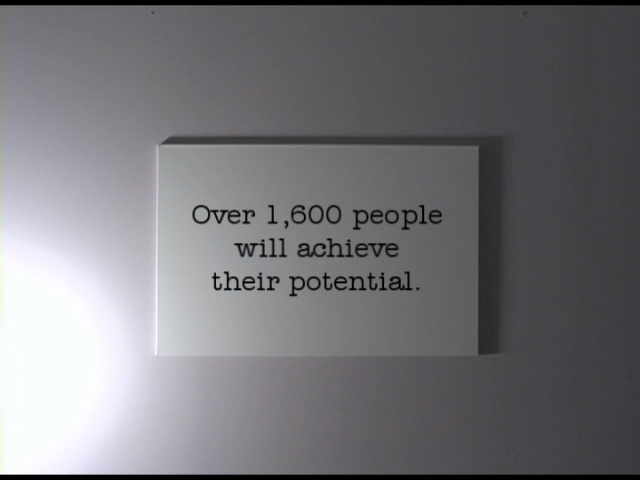 Over 1,600 people
will achieve
their potential.